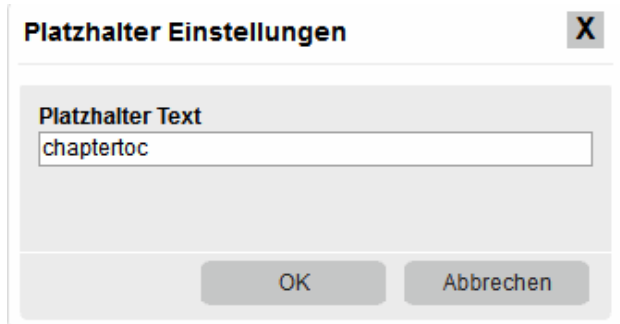 Platzhalter Einstellungen X
Platzhalter Text
chaptertoc
OK Abbrechen